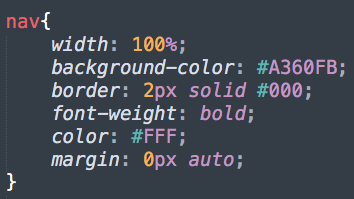 nav{
    width: 100%;
    background-color: #A360FB;
    border: 2px solid #000;
    font-weight: bold;
    color: #FFF;
    margin: 0px auto;
}